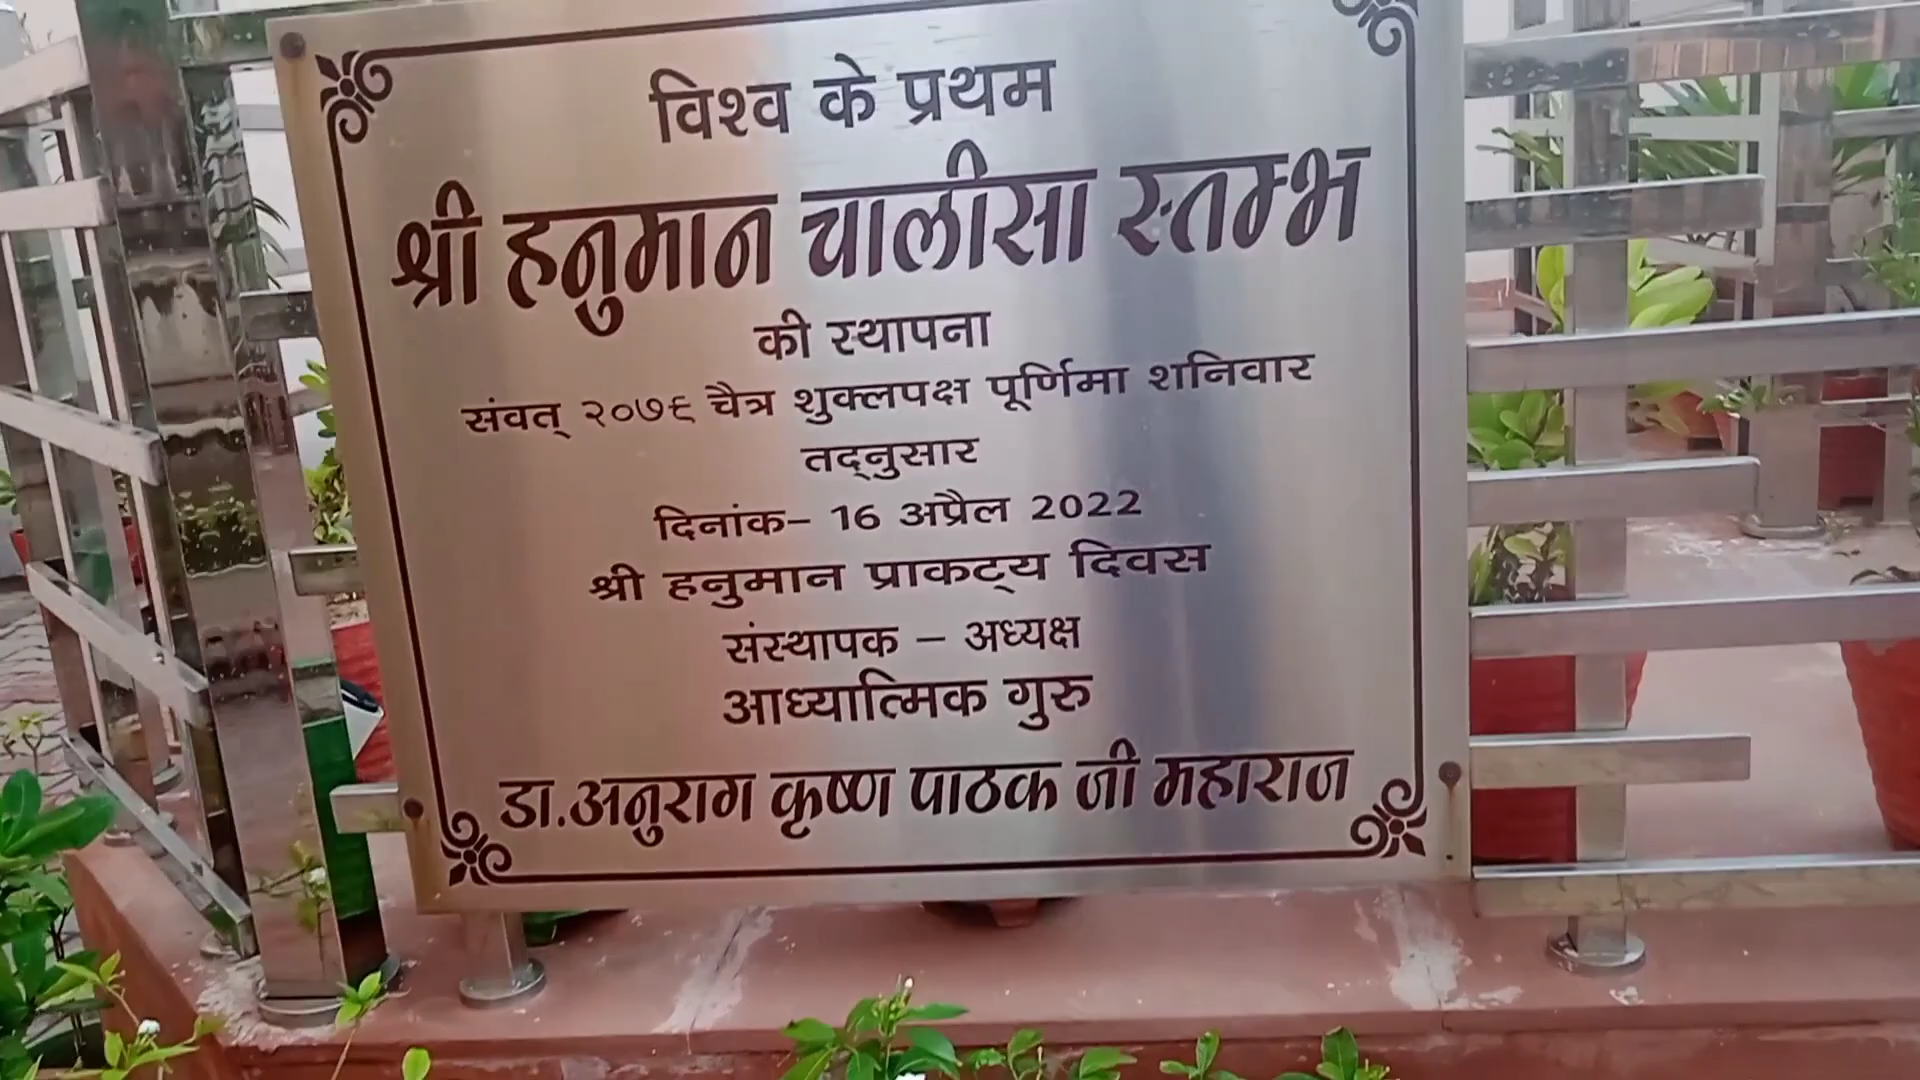 विश्व के प्रथम
श्री हनुमान चालीसा स्तम्भ
की स्थापना
संवत् २०७९ चैत्र शुक्लपक्ष पूर्णिमा शनिवार
तद्नुसार
दिनांक– 16 अप्रैल 2022
श्री हनुमान प्राकट्य दिवस
संस्थापक – अध्यक्ष
आध्यात्मिक गुरु
डा.अनुराग कृष्ण पाठक जी महाराज